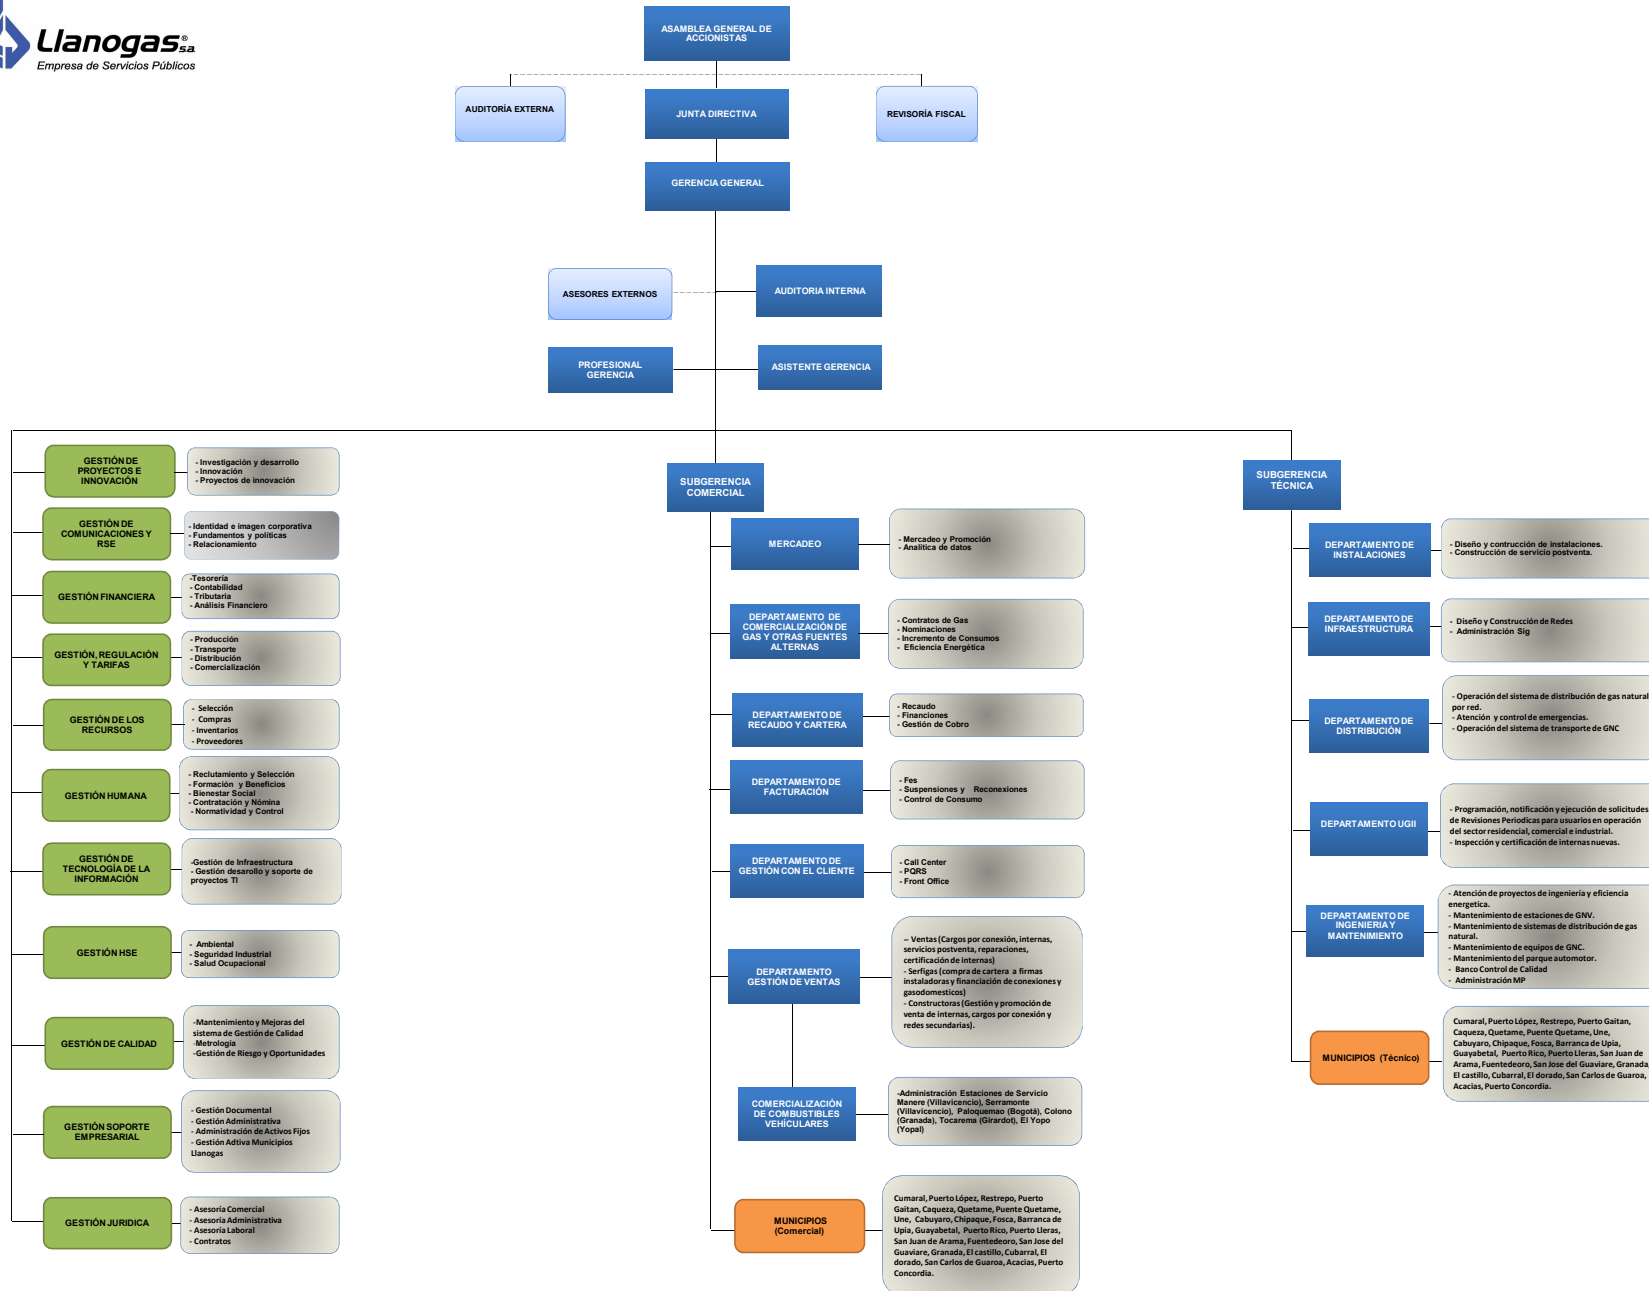 Llanogas® s.a.
Empresa de Servicios Públicos
ASAMBLEA GENERAL DE
ACCIONISTAS
AUDITORÍA EXTERNA
JUNTA DIRECTIVA
REVISORÍA FISCAL
GERENCIA GENERAL
ASESORES EXTERNOS
AUDITORIA INTERNA
PROFESIONAL
GERENCIA
ASISTENTE GERENCIA
GESTIÓN DE
PROYECTOS E
INNOVACIÓN
- Investigación y desarrollo
- Innovación
- Proyectos de innovación
GESTIÓN DE
COMUNICACIONES Y
RSE
- Identidad e imagen corporativa
- Fundamentos y políticas
- Relacionamiento
GESTIÓN FINANCIERA
-Tesorería
- Contabilidad
- Tributaria
- Análisis Financiero
GESTIÓN, REGULACIÓN
Y TARIFAS
- Producción
- Transporte
- Distribución
- Comercialización
GESTIÓN DE LOS
RECURSOS
- Selección
- Compras
- Inventarios
- Proveedores
GESTIÓN HUMANA
- Reclutamiento y Selección
- Formación y Beneficios
- Bienestar Social
- Contratación y Nómina
- Normatividad y Control
GESTIÓN DE
TECNOLOGÍA DE LA
INFORMACIÓN
-Gestión de Infraestructura
- Gestión desarollo y soporte de
proyectos TI
GESTIÓN HSE
- Ambiental
- Seguridad Industrial
- Salud Ocupacional
GESTIÓN DE CALIDAD
-Mantenimiento y Mejoras del
sistema de Gestión de Calidad
-Metrología
-Gestión de Riesgo y Oportunidades
GESTIÓN SOPORTE
EMPRESARIAL
- Gestión Documental
- Gestión Administrativa
- Administración de Activos Fijos
- Gestión Adtiva Municipios
Llanogas
GESTIÓN JURIDICA
- Asesoría Comercial
- Asesoría Administrativa
- Asesoría Laboral
- Contratos
SUBGERENCIA
COMERCIAL
MERCADEO
- Mercadeo y Promoción
- Analítica de datos
DEPARTAMENTO DE
COMERCIALIZACIÓN DE
GAS Y OTRAS FUENTES
ALTERNAS
- Contratos de Gas
- Nominaciones
- Incremento de Consumos
- Eficiencia Energética
DEPARTAMENTO DE
RECAUDO Y CARTERA
- Recaudo
- Financiones
- Gestión de Cobro
DEPARTAMENTO DE
FACTURACIÓN
- Fes
- Suspensiones y Reconexiones
- Control de Consumo
DEPARTAMENTO DE
GESTIÓN CON EL CLIENTE
- Call Center
- PQRS
- Front Office
DEPARTAMENTO
GESTIÓN DE VENTAS
-- Ventas (Cargos por conexión, internas,
servicios postventa, reparaciones,
certificación de internas)
- Serfigas (compra de cartera a firmas
instaladoras y financiación de conexiones y
gasodomesticos)
- Constructoras (Gestión y promoción de
venta de internas, cargos por conexión y
redes secundarias).
COMERCIALIZACIÓN
DE COMBUSTIBLES
VEHÍCULARES
-Administración Estaciones de Servicio
Manere (Villavicencio), Serramonte
(Villavicencio), Paloquemao (Bogotá), Colono
(Granada), Tocarema (Girardot), El Yopo
(Yopal)
MUNICIPIOS
(Comercial)
Cumaral, Puerto López, Restrepo, Puerto
Gaitan, Caqueza, Quetame, Puente Quetame,
Une, Cabuyaro, Chipaque, Fosca, Barranca de
Upia, Guayabetal, Puerto Rico, Puerto Lleras,
San Juan de Arama, Fuentedeoro, San Jose del
Guaviare, Granada, El castillo, Cubarral, El
dorado, San Carlos de Guaroa, Acacias, Puerto
Concordia.
SUBGERENCIA
TÉCNICA
DEPARTAMENTO DE
INSTALACIONES
- Diseño y contrucción de instalaciones.
- Construcción de servicio postventa.
DEPARTAMENTO DE
INFRAESTRUCTURA
- Diseño y Construcción de Redes
- Administración Sig
DEPARTAMENTO DE
DISTRIBUCIÓN
- Operación del sistema de distribución de gas natural
por red.
- Atención y control de emergencias.
- Operación del sistema de transporte de GNC
DEPARTAMENTO UGII
- Programación, notificación y ejecución de solicitudes
de Revisiones Periodicas para usuarios en operación
del sector residencial, comercial e industrial.
- Inspección y certificación de internas nuevas.
DEPARTAMENTO DE
INGENIERIA Y
MANTENIMIENTO
- Atención de proyectos de ingeniería y eficiencia
energetica.
- Mantenimiento de estaciones de GNV.
- Mantenimiento de sistemas de distribución de gas
natural.
- Mantenimiento de equipos de GNC.
- Mantenimiento del parque automotor.
- Banco Control de Calidad
- Administración MP
MUNICIPIOS (Técnico)
Cumaral, Puerto López, Restrepo, Puerto Gaitan,
Caqueza, Quetame, Puente Quetame, Une,
Cabuyaro, Chipaque, Fosca, Barranca de Upia,
Guayabetal, Puerto Rico, Puerto Lleras, San Juan de
Arama, Fuentedeoro, San Jose del Guaviare, Granada,
El castillo, Cubarral, El dorado, San Carlos de Guaroa,
Acacias, Puerto Concordia.